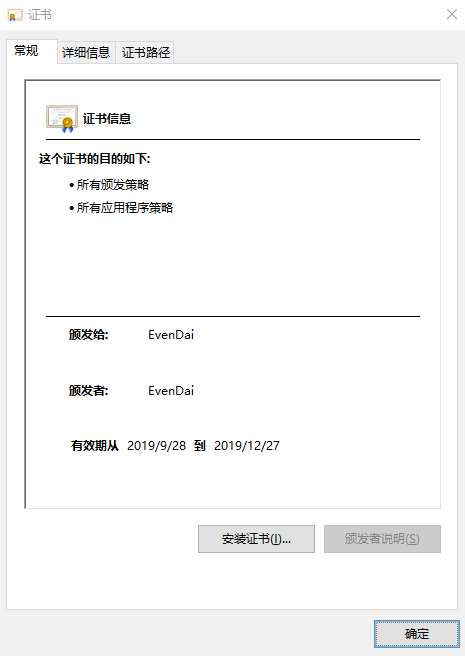 证书
常规 详细信息 证书路径
证书信息
这个证书的目的如下:
• 所有颁发策略
• 所有应用程序策略
颁发给: EvenDai
颁发者: EvenDai
有效期从 2019/9/28 到 2019/12/27
安装证书(I)... 颁发者说明(S)
确定